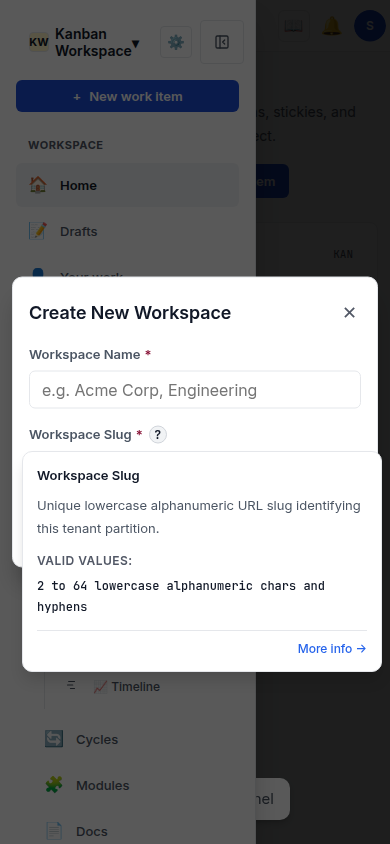 KW
Kanban
Workspace▾
S
+ New work item
s, stickies, and
ect.
em
WORKSPACE
🏠 Home
📝 Drafts
KAN
Create New Workspace
✕
Workspace Name *
e.g. Acme Corp, Engineering
Workspace Slug * ?
Workspace Slug
Unique lowercase alphanumeric URL slug identifying
this tenant partition.
VALID VALUES:
2 to 64 lowercase alphanumeric chars and
hyphens
More info →
📈 Timeline
🔄 Cycles
🧩 Modules
nel
📄 Docs